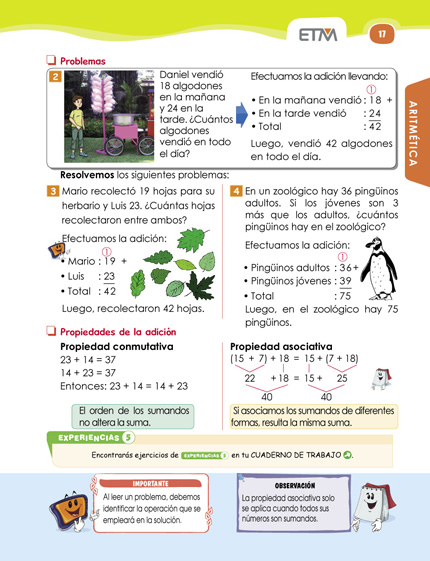 ETM
17
ARITMÉTICA
Problemas
2
Daniel vendió
18 algodones
en la mañana
y 24 en la
tarde. ¿Cuántos
algodones
vendió en todo
el día?
Efectuamos la adición llevando:
1
• En la mañana vendió : 18 +
• En la tarde vendió : 24
• Total : 42
Luego, vendió 42 algodones
en todo el día.
Resolvemos los siguientes problemas:
3 Mario recolectó 19 hojas para su
herbario y Luis 23. ¿Cuántas hojas
recolectaron entre ambos?
Efectuamos la adición:
1
• Mario : 19 +
• Luis : 23
• Total : 42
Luego, recolectaron 42 hojas.
4 En un zoológico hay 36 pingüinos
adultos. Si los jóvenes son 3
más que los adultos, ¿cuántos
pingüinos hay en el zoológico?
Efectuamos la adición:
1
• Pingüinos adultos : 36 +
• Pingüinos jóvenes : 39
• Total : 75
Luego, en el zoológico hay 75
pingüinos.
Propiedades de la adición
Propiedad conmutativa
23 + 14 = 37
14 + 23 = 37
Entonces: 23 + 14 = 14 + 23
El orden de los sumandos
no altera la suma.
Propiedad asociativa
(15 + 7) + 18 = 15 + (7 + 18)
22 + 18 = 15 + 25
40 40
Si asociamos los sumandos de diferentes
formas, resulta la misma suma.
EXPERIENCIAS 5
Encontrarás ejercicios de EXPERIENCIAS en tu CUADERNO DE TRABAJO
IMPORTANTE
Al leer un problema, debemos
identificar la operación que se
empleará en la solución.
OBSERVACIÓN
La propiedad asociativa solo
se aplica cuando todos sus
números son sumandos.